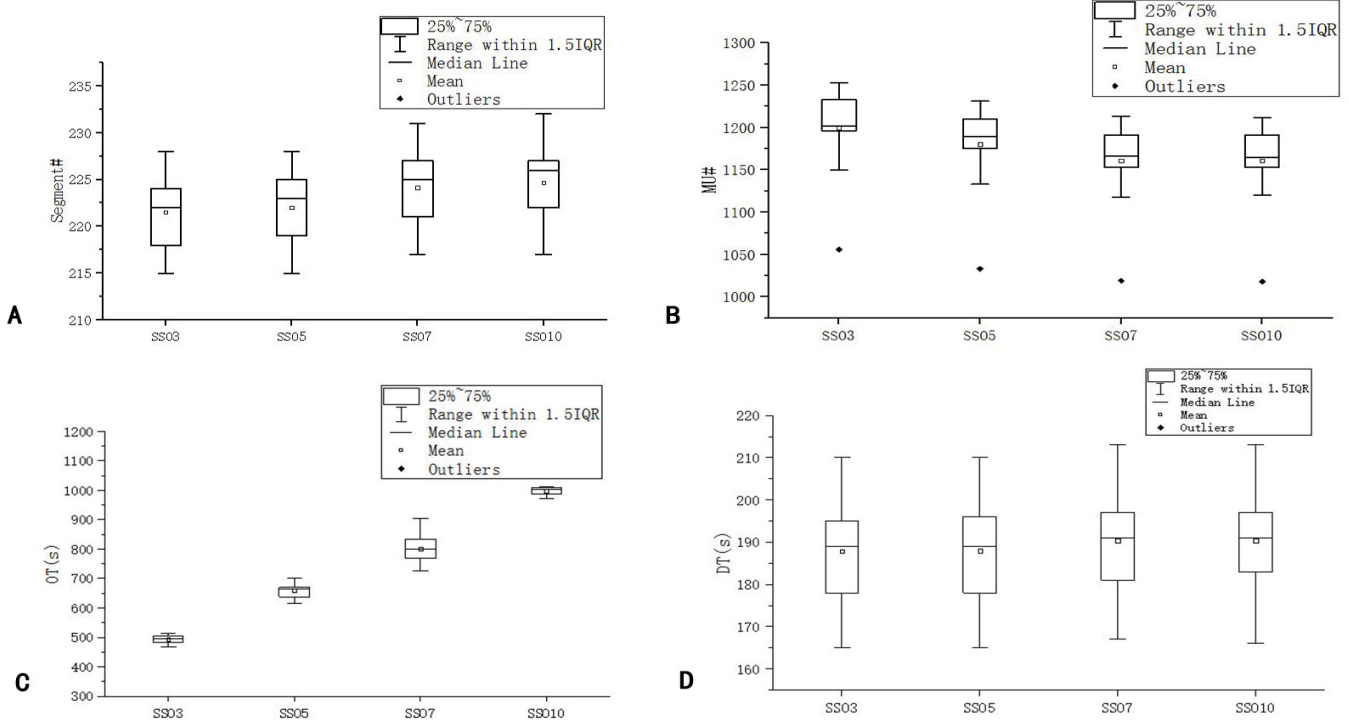 25%~75%
Range within 1.5IQR
Median Line
Mean
Outliers
235
230
225
220
215
210
Segment#
SS03
SS05
SS07
SS010
A
25%~75%
Range within 1.5IQR
Median Line
Mean
Outliers
1300
1250
1200
1150
1100
1050
1000
MU#
SS03
SS05
SS07
SS010
B
25%~75%
Range within 1.5IQR
Median Line
Mean
Outliers
1200
1100
1000
900
800
700
600
500
400
300
OT(s)
SS03
SS05
SS07
SS010
C
25%~75%
Range within 1.5IQR
Median Line
Mean
Outliers
220
210
200
190
180
170
160
DT(s)
SS03
SS05
SS07
SS010
D